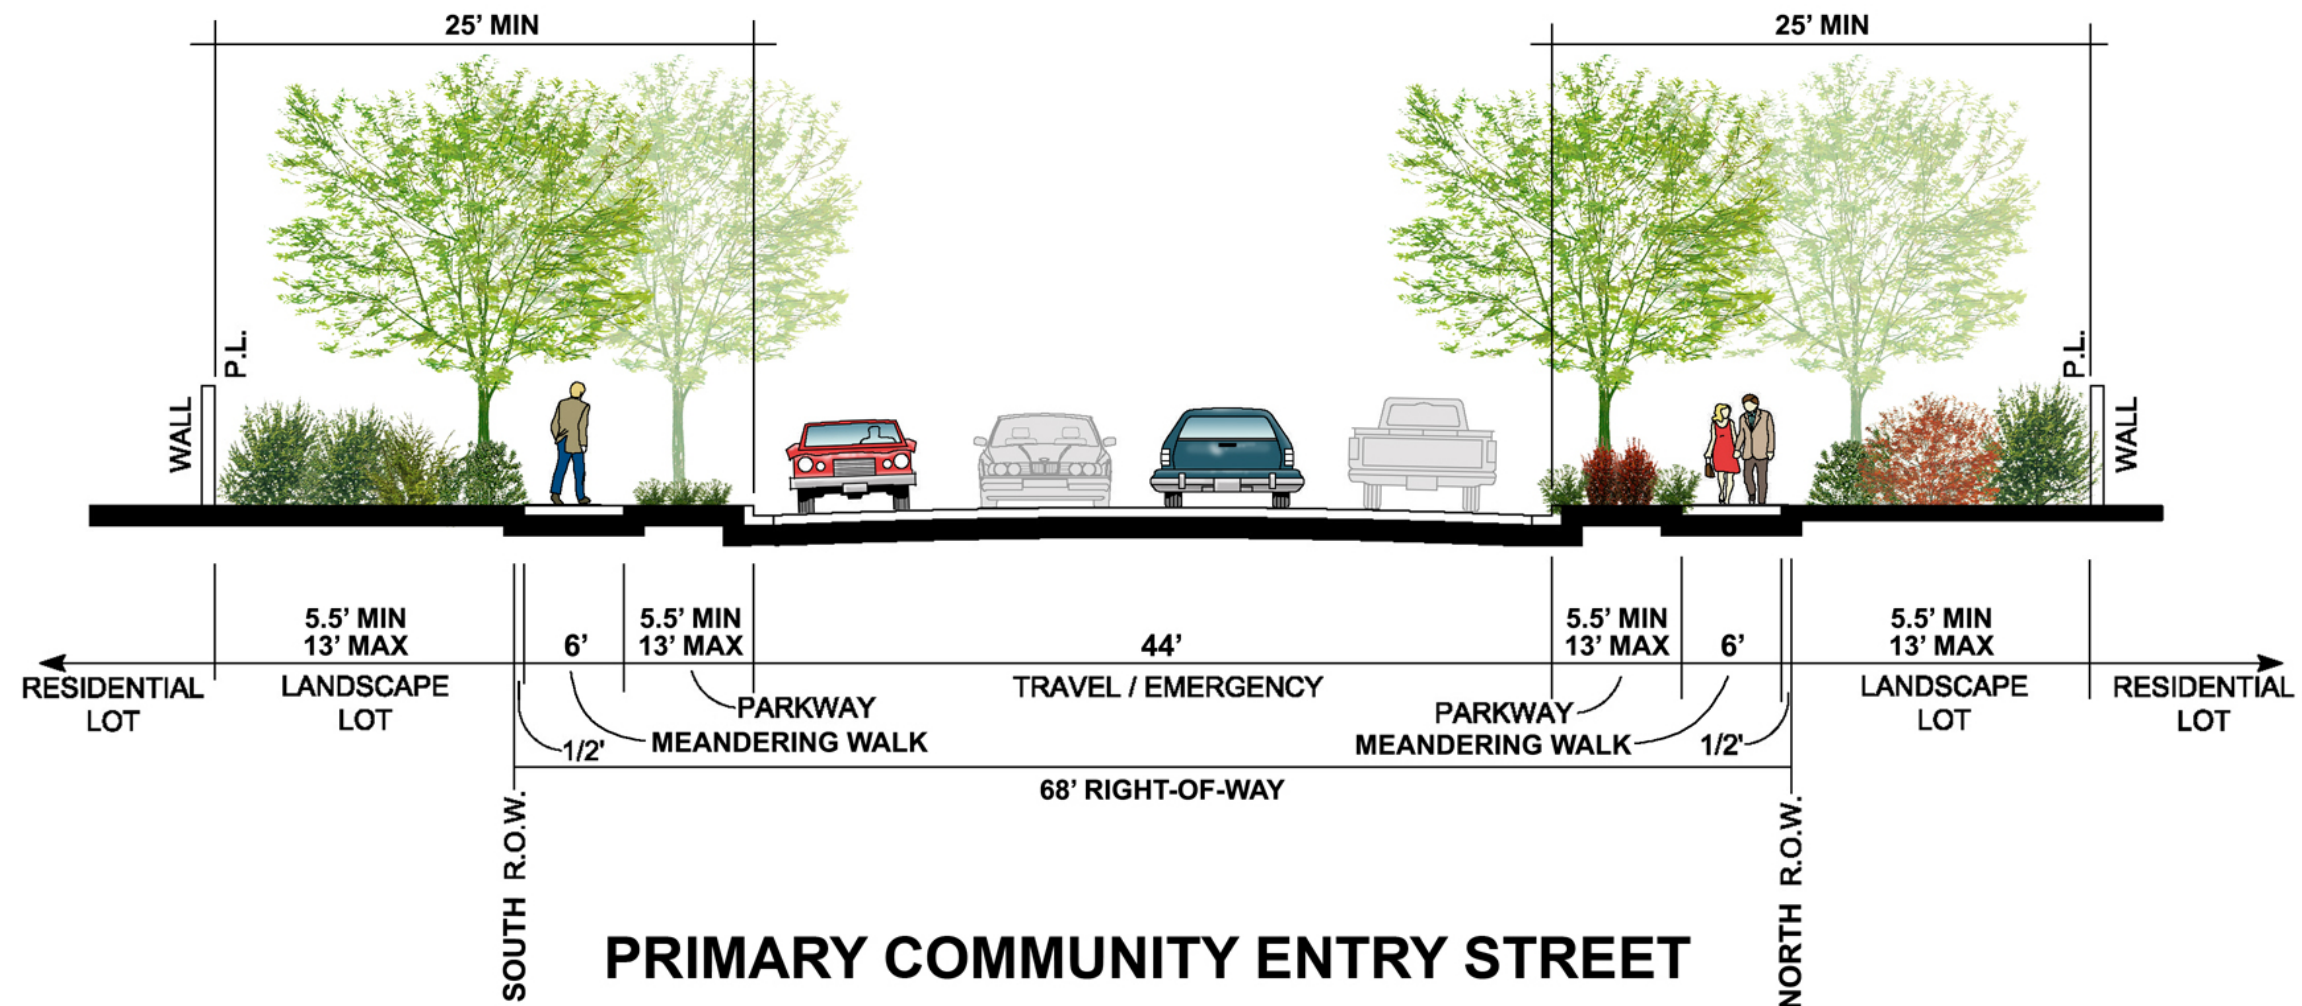 25’ MIN
25’ MIN
P.L.
WALL
P.L.
WALL
5.5’ MIN
13’ MAX
6’
5.5’ MIN
13’ MAX
44'
5.5’ MIN
13’ MAX
6’
5.5’ MIN
13’ MAX
RESIDENTIAL
LOT
LANDSCAPE
LOT
1/2'
PARKWAY
MEANDERING WALK
TRAVEL / EMERGENCY
PARKWAY
MEANDERING WALK
1/2'
LANDSCAPE
LOT
RESIDENTIAL
LOT
68’ RIGHT-OF-WAY
SOUTH R.O.W.
NORTH R.O.W.
PRIMARY COMMUNITY ENTRY STREET